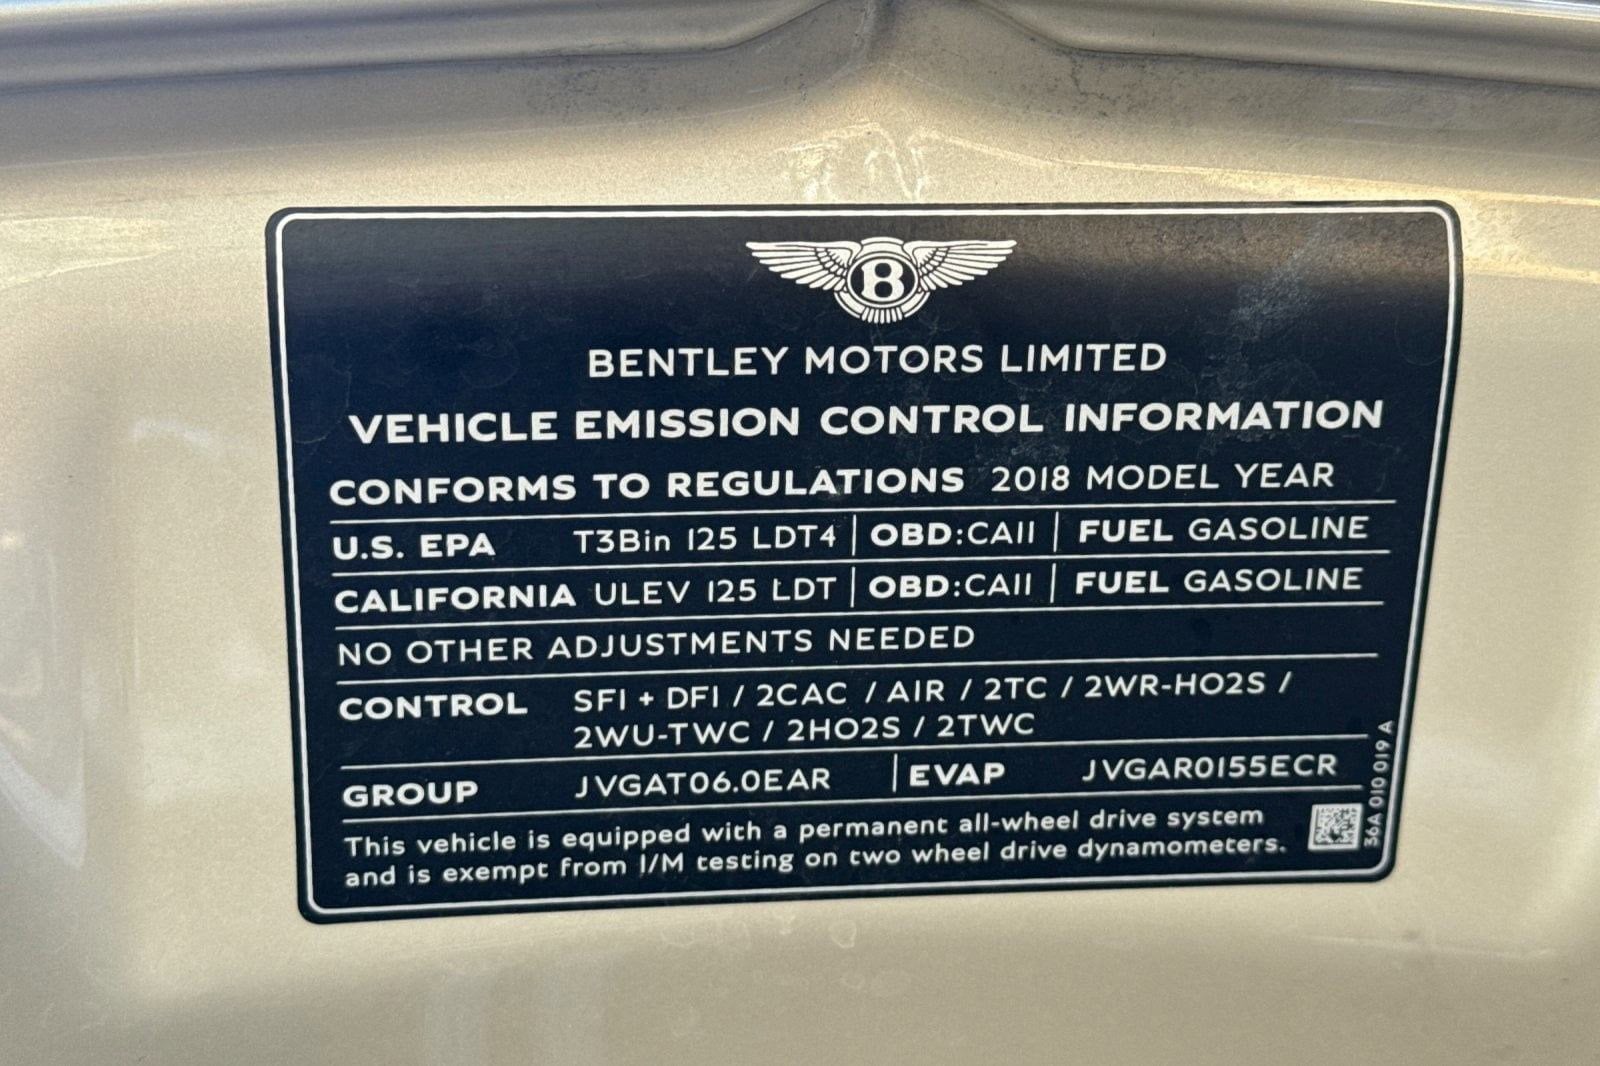 B
BENTLEY MOTORS LIMITED
VEHICLE EMISSION CONTROL INFORMATION
CONFORMS TO REGULATIONS 2018 MODEL YEAR
U.S. EPA T3Bin 125 LDT4 | OBD:CAII | FUEL GASOLINE
CALIFORNIA ULEV 125 LDT | OBD:CAII | FUEL GASOLINE
NO OTHER ADJUSTMENTS NEEDED
CONTROL SFI + DFI / 2CAC / AIR / 2TC / 2WR-HO2S /
2WU-TWC / 2HO2S / 2TWC
GROUP JVGAT06.0EAR | EVAP JVGAR0155ECR
This vehicle is equipped with a permanent all-wheel drive system
and is exempt from I/M testing on two wheel drive dynamometers.
36A 010 019 A